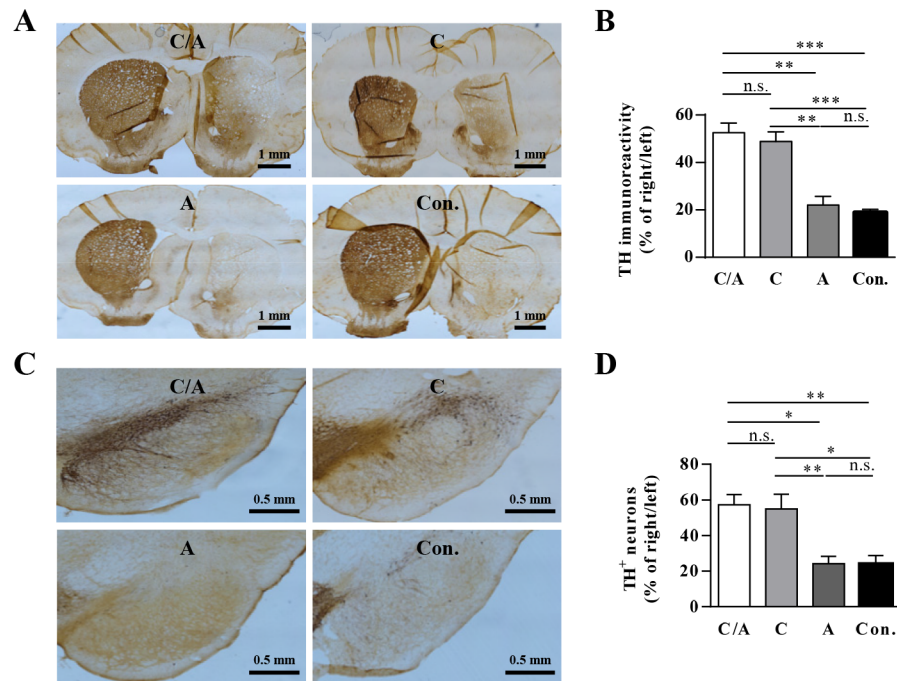 A
C/A
C
1 mm
1 mm
A
Con.
1 mm
1 mm
B
***
**
n.s.
***
**
n.s.
TH immunoreactivity
(% of right/left)
60
40
20
0
C/A C A Con.
C
C/A
C
0.5 mm
0.5 mm
A
Con.
0.5 mm
0.5 mm
D
**
*
n.s.
*
**
n.s.
TH+ neurons
(% of right/left)
80
60
40
20
0
C/A C A Con.